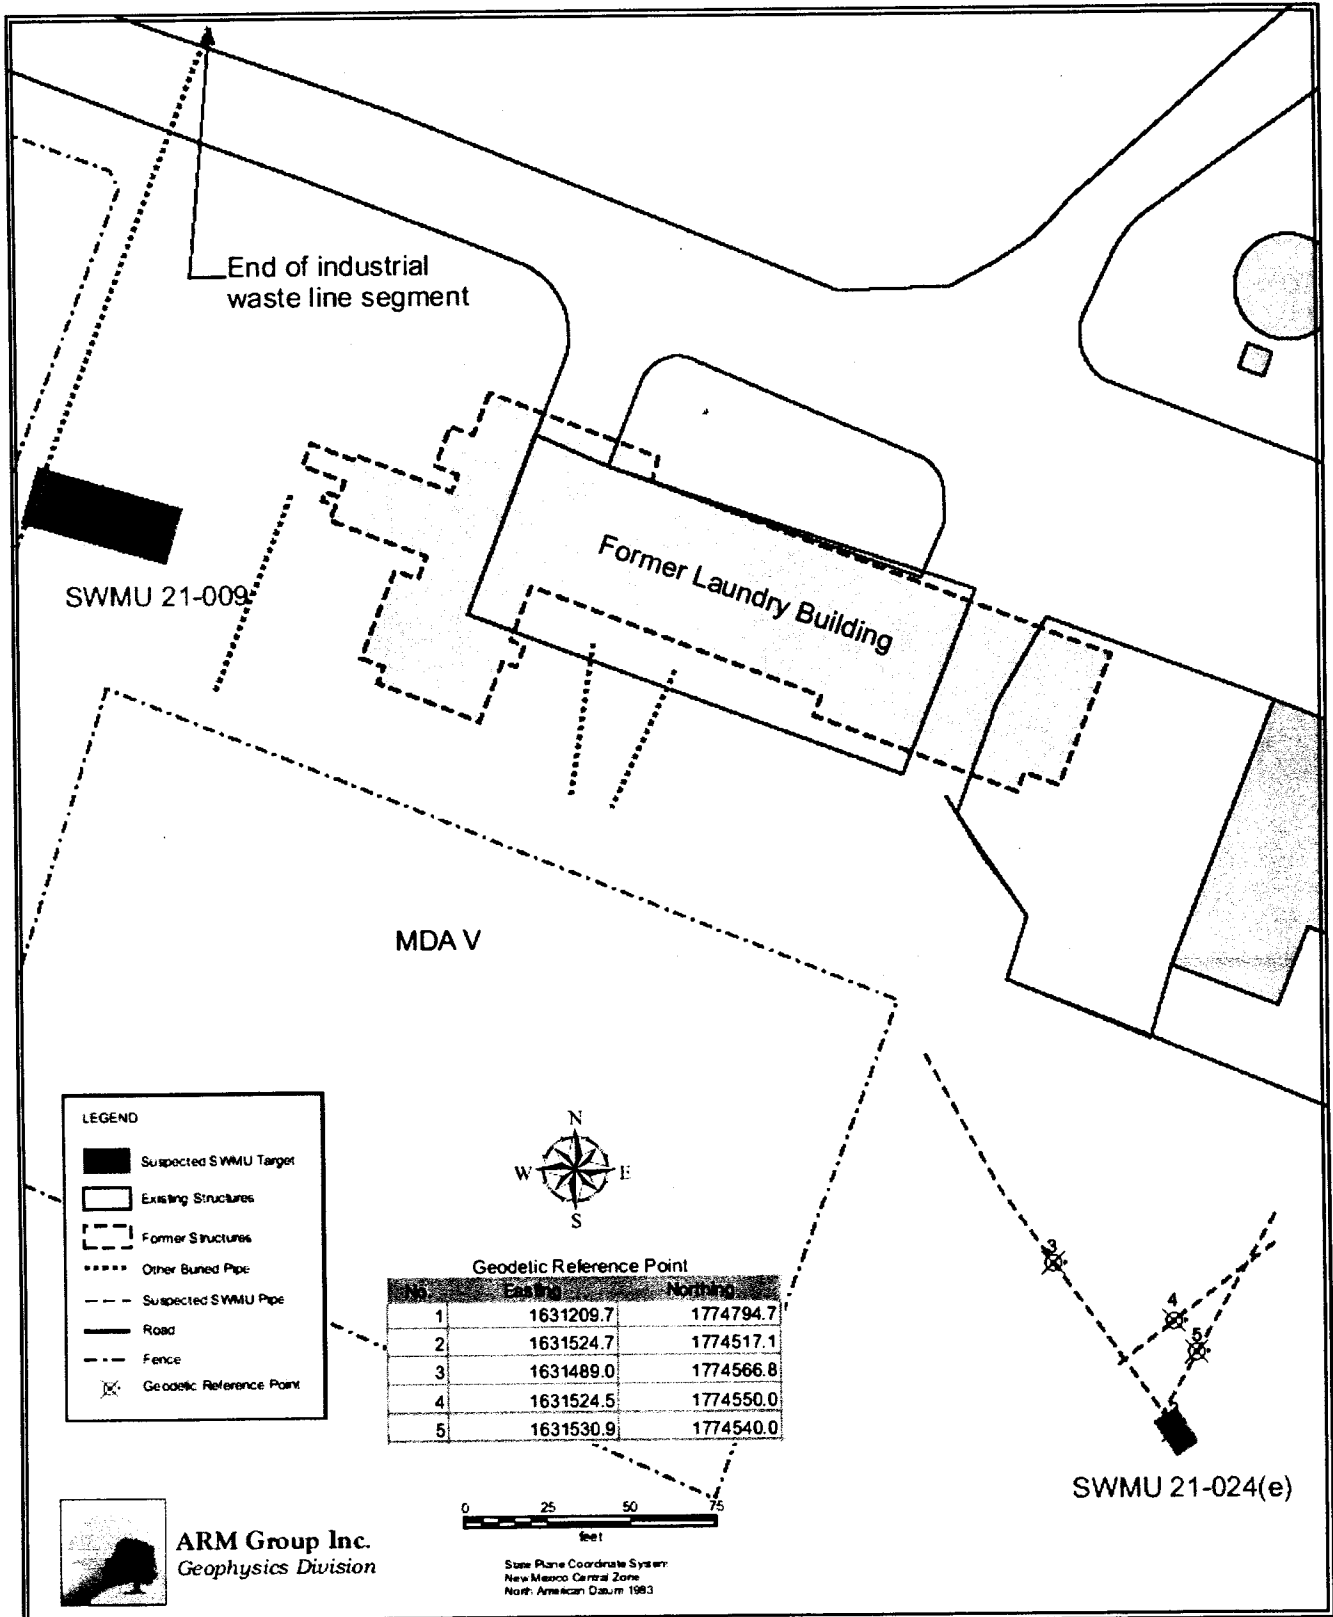 End of industrial
waste line segment
Former Laundry Building
SWMU 21-009
MDA V
LEGEND
Suspected SWMU Target
Existing Structures
Former Structures
Other Buried Pipe
Suspected SWMU Pipe
Road
Fence
Geodetic Reference Point
N
W E
S
3
4
5
Geodetic Reference Point
No. Easting Northing
1 1631209.7 1774794.7
2 1631524.7 1774517.1
3 1631489.0 1774566.8
4 1631524.5 1774550.0
5 1631530.9 1774540.0
SWMU 21-024(e)
0 25 50 75
feet
ARM Group Inc.
Geophysics Division
State Plane Coordinate System
New Mexico Central Zone
North American Datum 1983